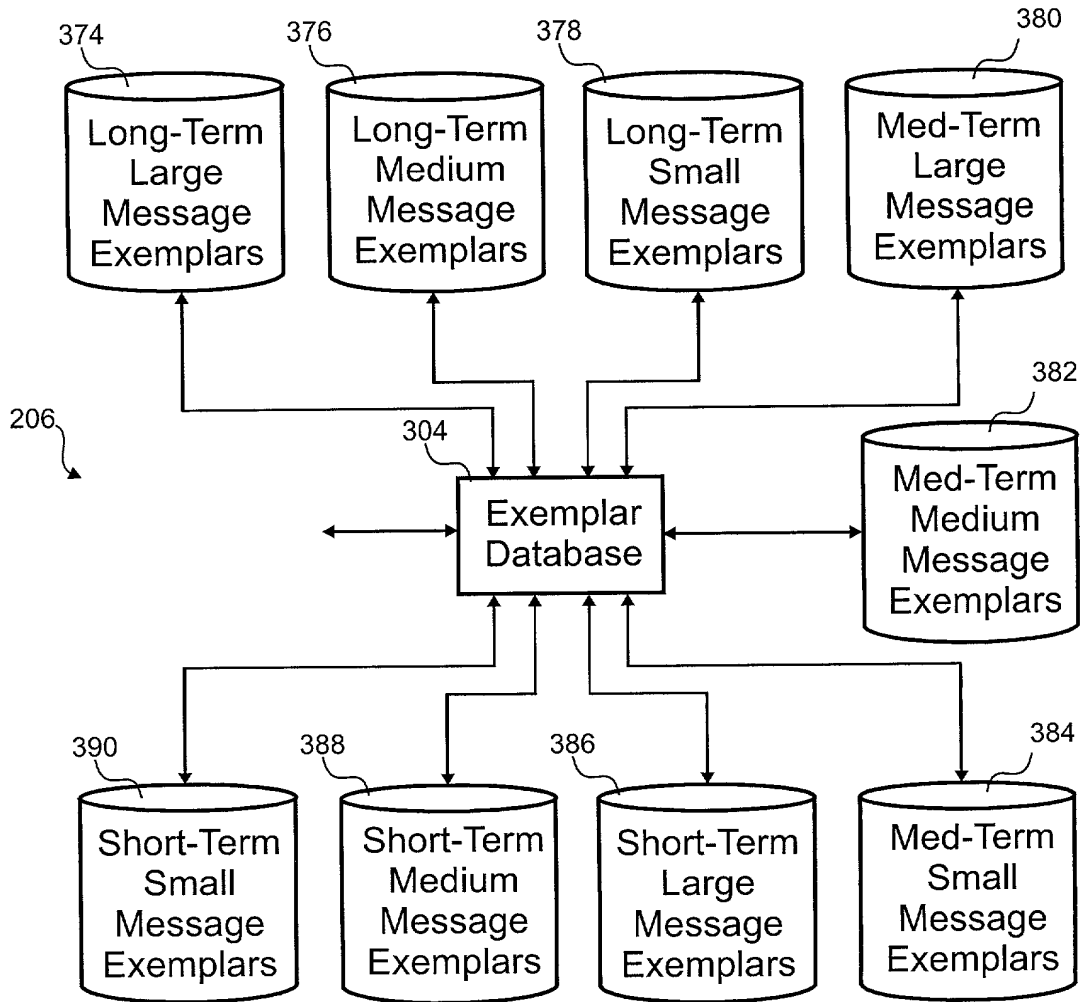 374
376
378
380
Long-Term
Large
Message
Exemplars
Long-Term
Medium
Message
Exemplars
Long-Term
Small
Message
Exemplars
Med-Term
Large
Message
Exemplars
206
304
382
Exemplar
Database
Med-Term
Medium
Message
Exemplars
390
388
386
384
Short-Term
Small
Message
Exemplars
Short-Term
Medium
Message
Exemplars
Short-Term
Large
Message
Exemplars
Med-Term
Small
Message
Exemplars